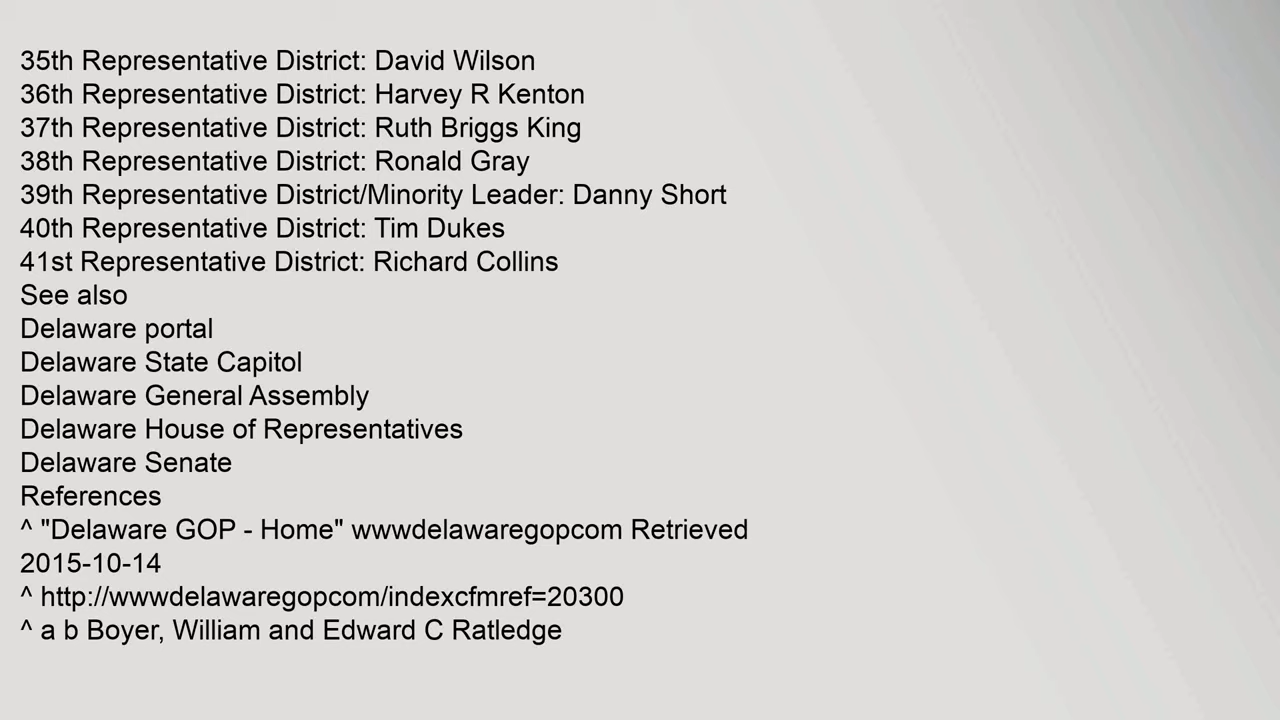 35th Representative District: David Wilson
36th Representative District: Harvey R Kenton
37th Representative District: Ruth Briggs King
38th Representative District: Ronald Gray
39th Representative District/Minority Leader: Danny Short
40th Representative District: Tim Dukes
41st Representative District: Richard Collins
See also
Delaware portal
Delaware State Capitol
Delaware General Assembly
Delaware House of Representatives
Delaware Senate
References
^ "Delaware GOP - Home" wwwdelawaregopcom Retrieved
2015-10-14
^ http://wwwdelawaregopcom/indexcfmref=20300
^ a b Boyer, William and Edward C Ratledge